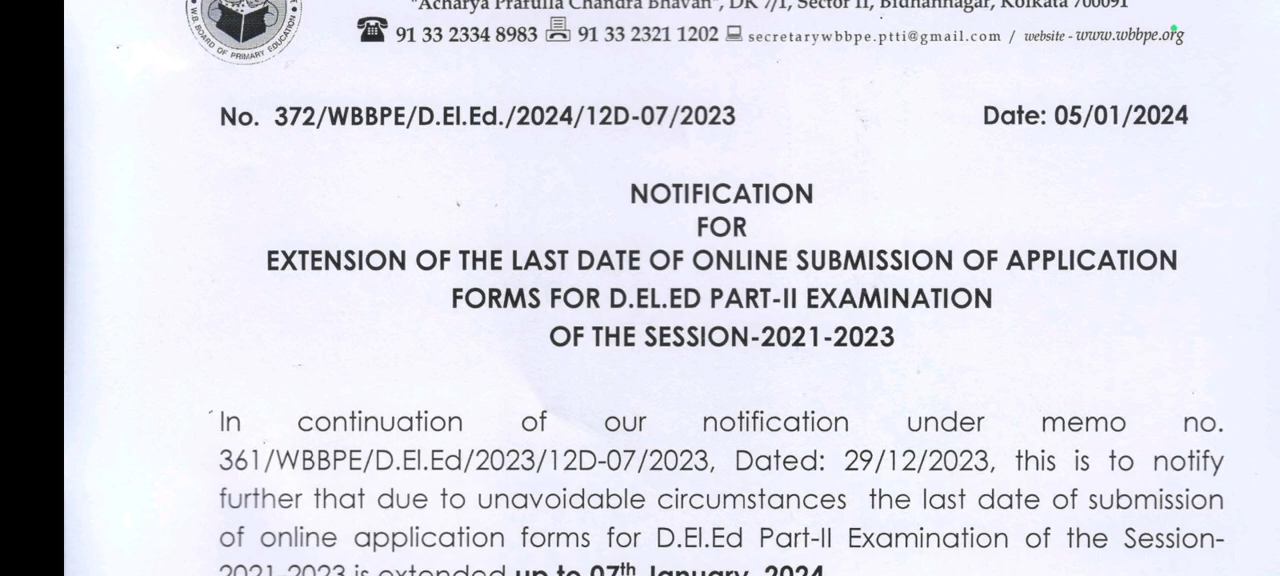 "Acharya Prafulla Chandra Bhavan", DK 7/1, Sector II, Bidhannagar, Kolkata 700091
W.B. BOARD OF PRIMARY EDUCATION
91 33 2334 8983 91 33 2321 1202 secretarywbbpe.ptti@gmail.com / website - www.wbbpe.org
No. 372/WBBPE/D.El.Ed./2024/12D-07/2023 Date: 05/01/2024
NOTIFICATION
FOR
EXTENSION OF THE LAST DATE OF ONLINE SUBMISSION OF APPLICATION
FORMS FOR D.EL.ED PART-II EXAMINATION
OF THE SESSION-2021-2023
In continuation of our notification under memo no.
361/WBBPE/D.El.Ed/2023/12D-07/2023, Dated: 29/12/2023, this is to notify
further that due to unavoidable circumstances the last date of submission
of online application forms for D.El.Ed Part-II Examination of the Session-
2021-2023 is extended up to 07th January, 2024